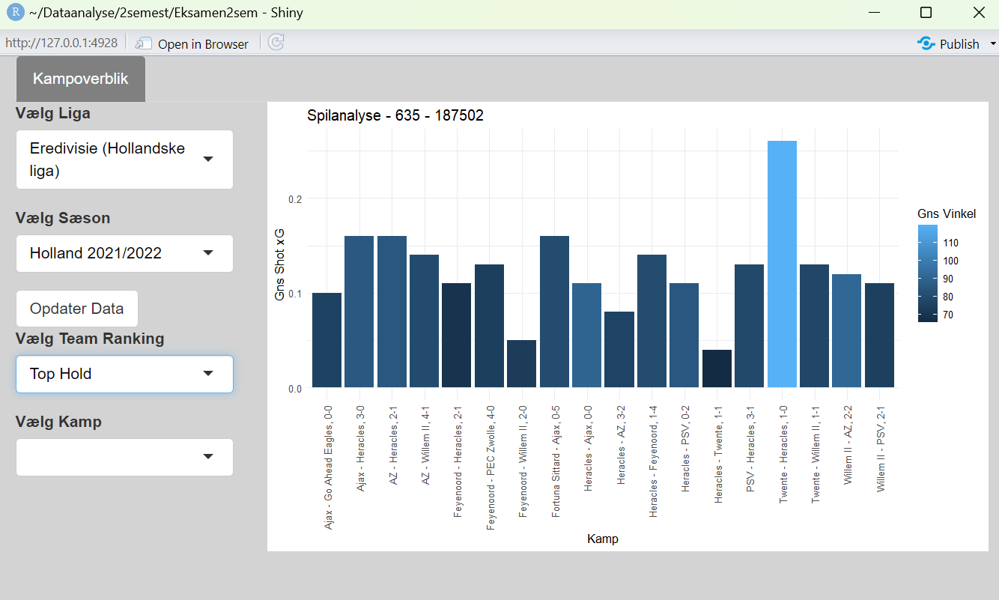 R ~/Dataanalyse/2semest/Eksamen2sem - Shiny
http://127.0.0.1:4928 Open in Browser Publish
Kampoverblik
Vælg Liga
Eredivisie (Hollandske
liga)
Vælg Sæson
Holland 2021/2022
Opdater Data
Vælg Team Ranking
Top Hold
Vælg Kamp
Spilanalyse - 635 - 187502
Gns Shot xG
0.2
0.1
0.0
Ajax - Go Ahead Eagles, 0-0
Ajax - Heracles, 3-0
AZ - Heracles, 2-1
AZ - Willem II, 4-1
Feyenoord - Heracles, 2-1
Feyenoord - PEC Zwolle, 4-0
Feyenoord - Willem II, 2-0
Fortuna Sittard - Ajax, 0-5
Heracles - Ajax, 0-0
Heracles - AZ, 3-2
Heracles - Feyenoord, 1-4
Heracles - PSV, 0-2
Heracles - Twente, 1-1
PSV - Heracles, 3-1
Twente - Heracles, 1-0
Twente - Willem II, 1-1
Willem II - AZ, 2-2
Willem II - PSV, 2-1
Kamp
Gns Vinkel
110
100
90
80
70